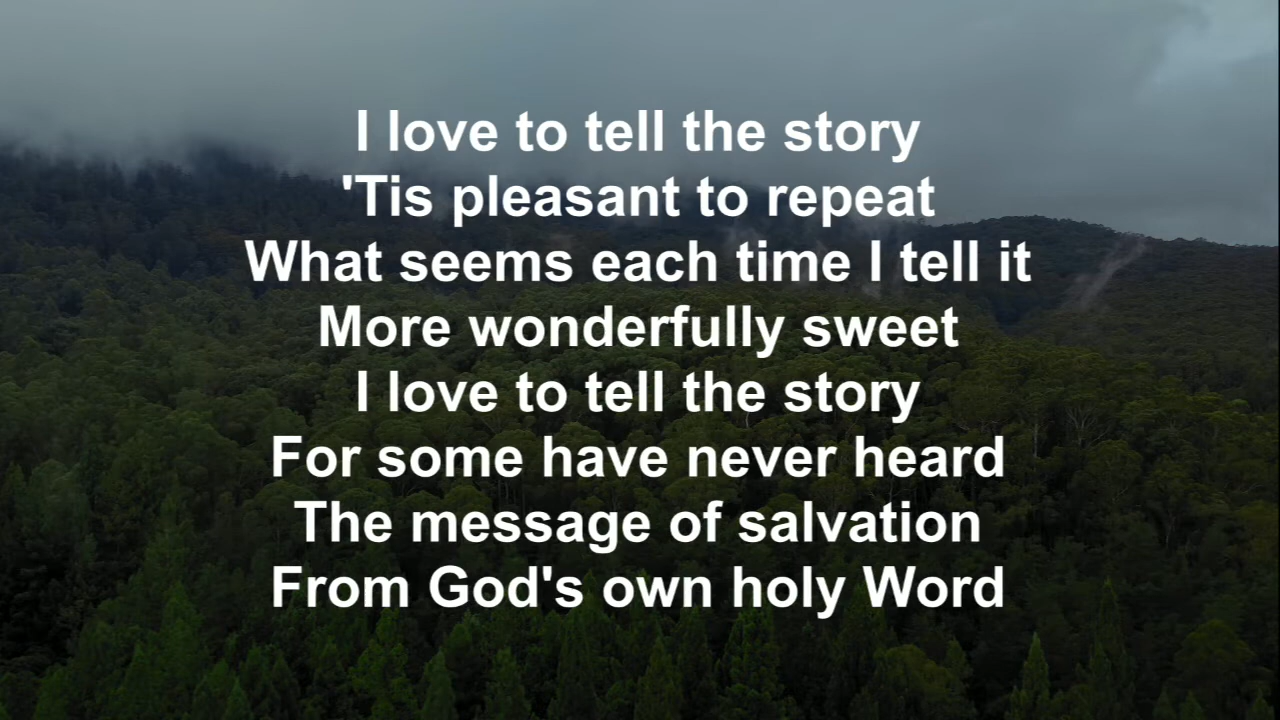 I love to tell the story
'Tis pleasant to repeat
What seems each time I tell it
More wonderfully sweet
I love to tell the story
For some have never heard
The message of salvation
From God's own holy Word